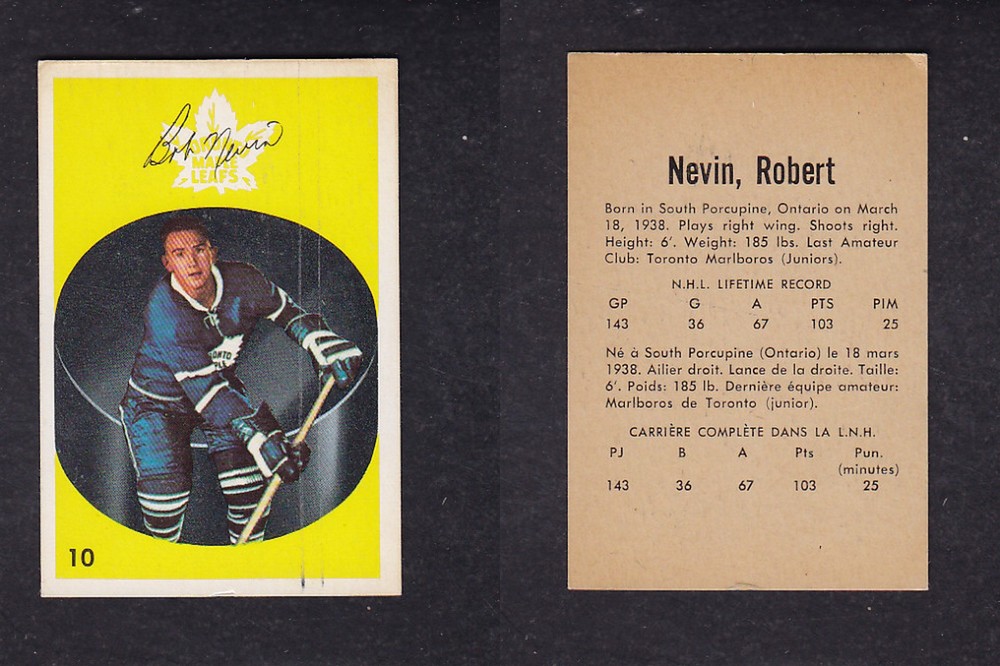 Bob Nevin
TORONTO
MAPLE
LEAFS
10
Nevin, Robert
Born in South Porcupine, Ontario on March
18, 1938. Plays right wing. Shoots right.
Height: 6'. Weight: 185 lbs. Last Amateur
Club: Toronto Marlboros (Juniors).
N.H.L. LIFETIME RECORD
GP G A PTS PIM
143 36 67 103 25
Né à South Porcupine (Ontario) le 18 mars
1938. Ailier droit. Lance de la droite. Taille:
6'. Poids: 185 lb. Dernière équipe amateur:
Marlboros de Toronto (junior).
CARRIÈRE COMPLÈTE DANS LA L.N.H.
PJ B A Pts Pun.
(minutes)
143 36 67 103 25